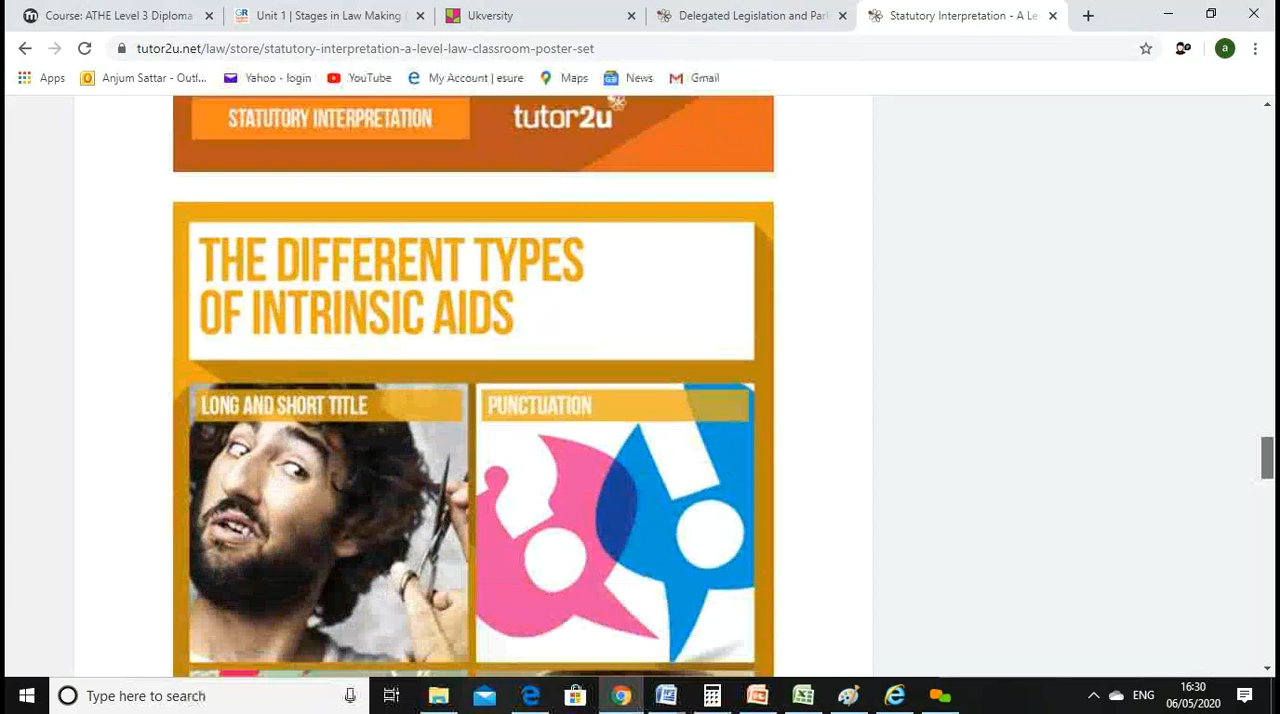 Course: ATHE Level 3 Diploma
Unit 1 | Stages in Law Making
Ukversity
Delegated Legislation and Parl
Statutory Interpretation - A Le
tutor2u.net/law/store/statutory-interpretation-a-level-law-classroom-poster-set
a
Apps
Anjum Sattar - Outl...
Yahoo - login
YouTube
My Account | esure
Maps
News
Gmail
STATUTORY INTERPRETATION
tutor2u
THE DIFFERENT TYPES
OF INTRINSIC AIDS
LONG AND SHORT TITLE
PUNCTUATION
Type here to search
ENG
16:30
06/05/2020